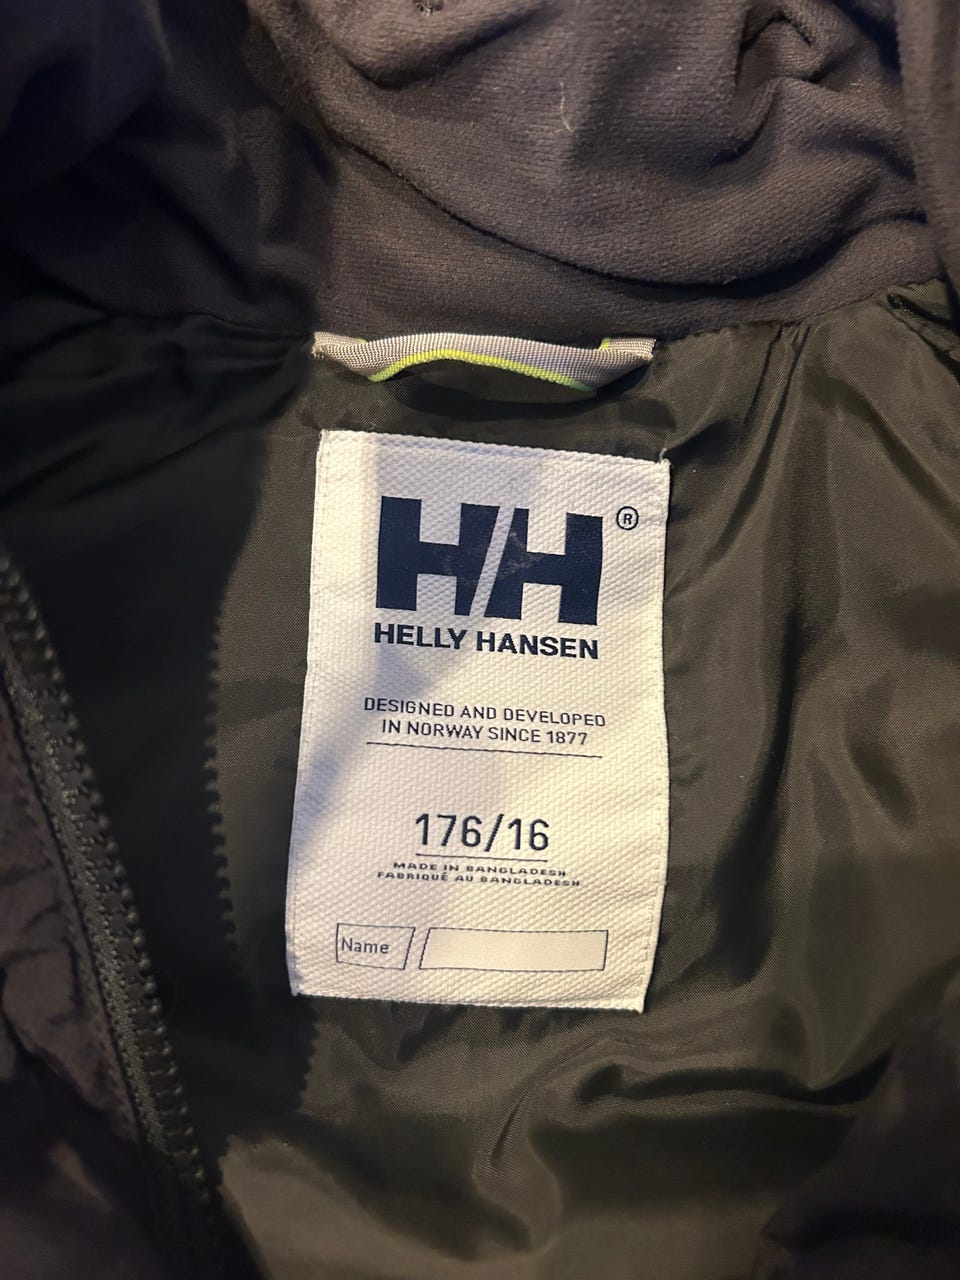 HH®
HELLY HANSEN
DESIGNED AND DEVELOPED
IN NORWAY SINCE 1877
176/16
MADE IN BANGLADESH
FABRIQUÉ AU BANGLADESH
Name